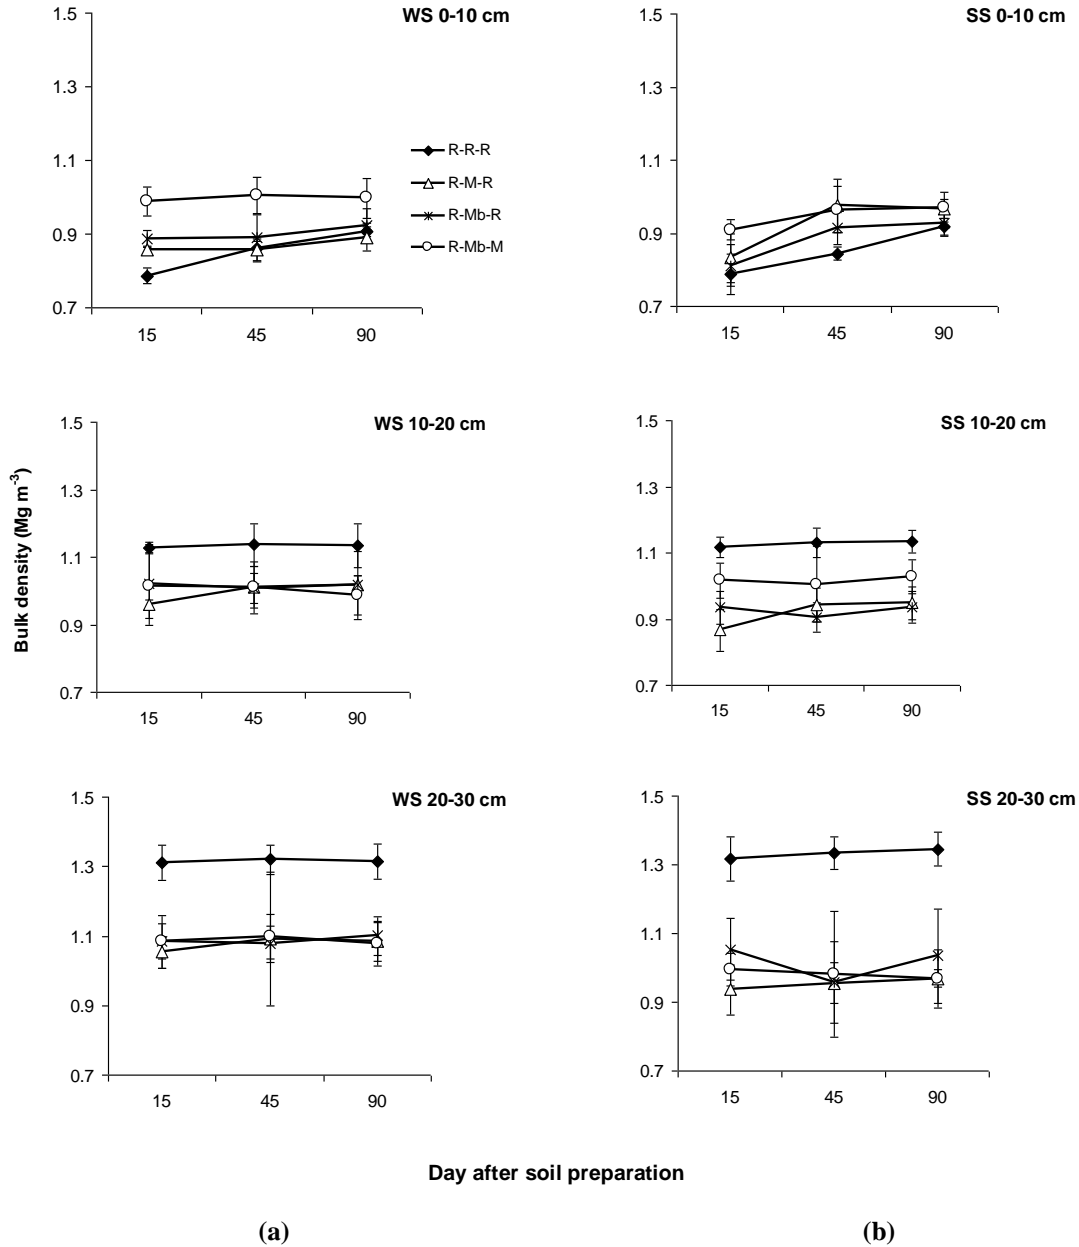 WS 0-10 cm
1.5
1.3
1.1
0.9
0.7
15 45 90
R-R-R
R-M-R
R-Mb-R
R-Mb-M
SS 0-10 cm
1.5
1.3
1.1
0.9
0.7
15 45 90
Bulk density (Mg m-3)
WS 10-20 cm
1.5
1.3
1.1
0.9
0.7
15 45 90
SS 10-20 cm
1.5
1.3
1.1
0.9
0.7
15 45 90
WS 20-30 cm
1.5
1.3
1.1
0.9
0.7
15 45 90
SS 20-30 cm
1.5
1.3
1.1
0.9
0.7
15 45 90
Day after soil preparation
(a) (b)